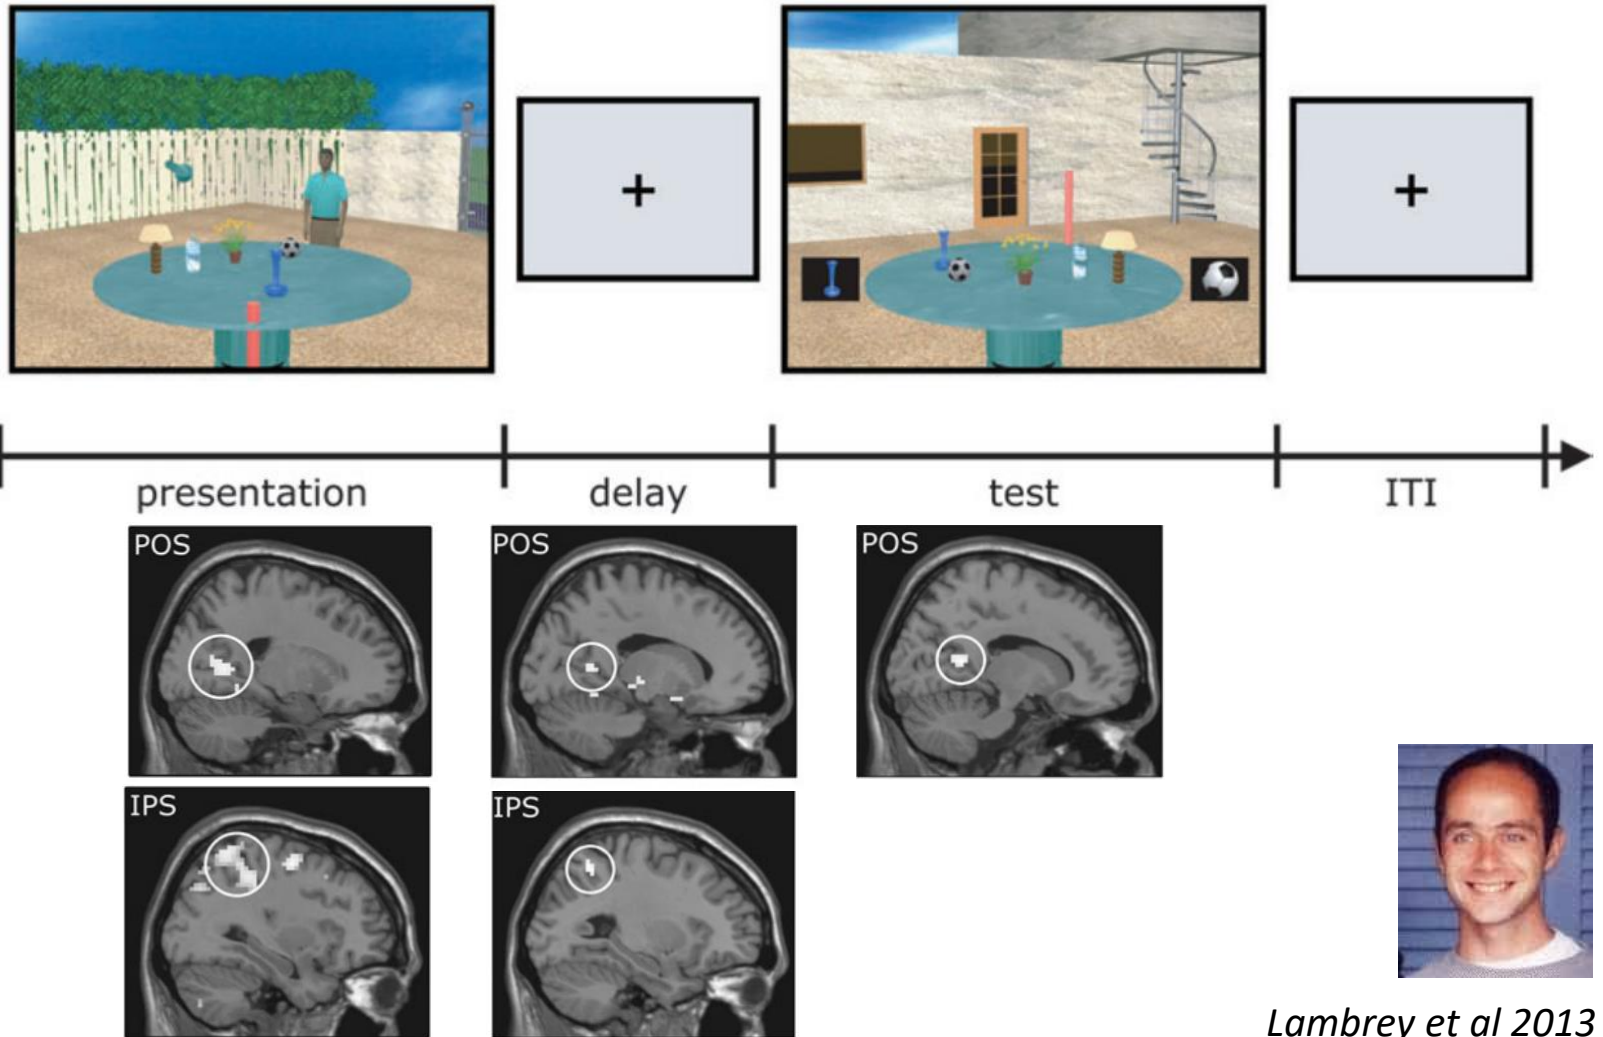 +
+
presentation
delay
test
ITI
POS
POS
POS
IPS
IPS
Lambrey et al 2013